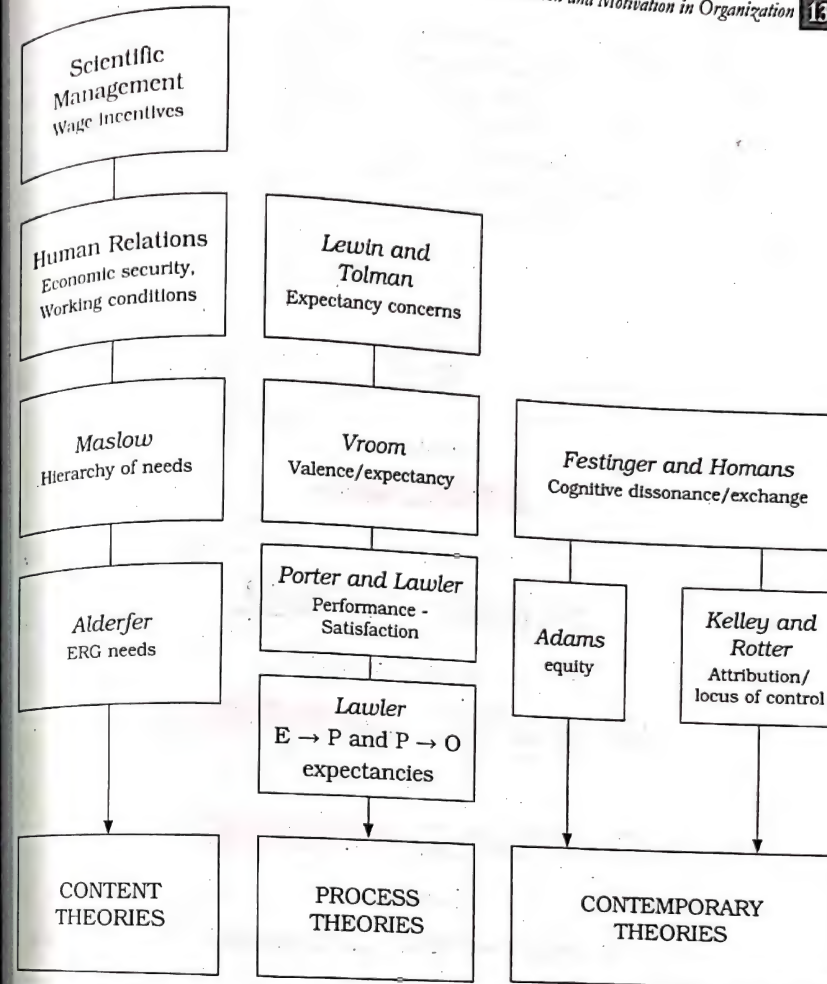 and Motivation in Organization 13
Scientific
Management
Wage incentives
Human Relations
Economic security,
Working conditions
Maslow
Hierarchy of needs
Alderfer
ERG needs
CONTENT
THEORIES
Lewin and
Tolman
Expectancy concerns
Vroom
Valence/expectancy
Porter and Lawler
Performance -
Satisfaction
Lawler
E → P and P → O
expectancies
PROCESS
THEORIES
Festinger and Homans
Cognitive dissonance/exchange
Adams
equity
Kelley and
Rotter
Attribution/
locus of control
CONTEMPORARY
THEORIES